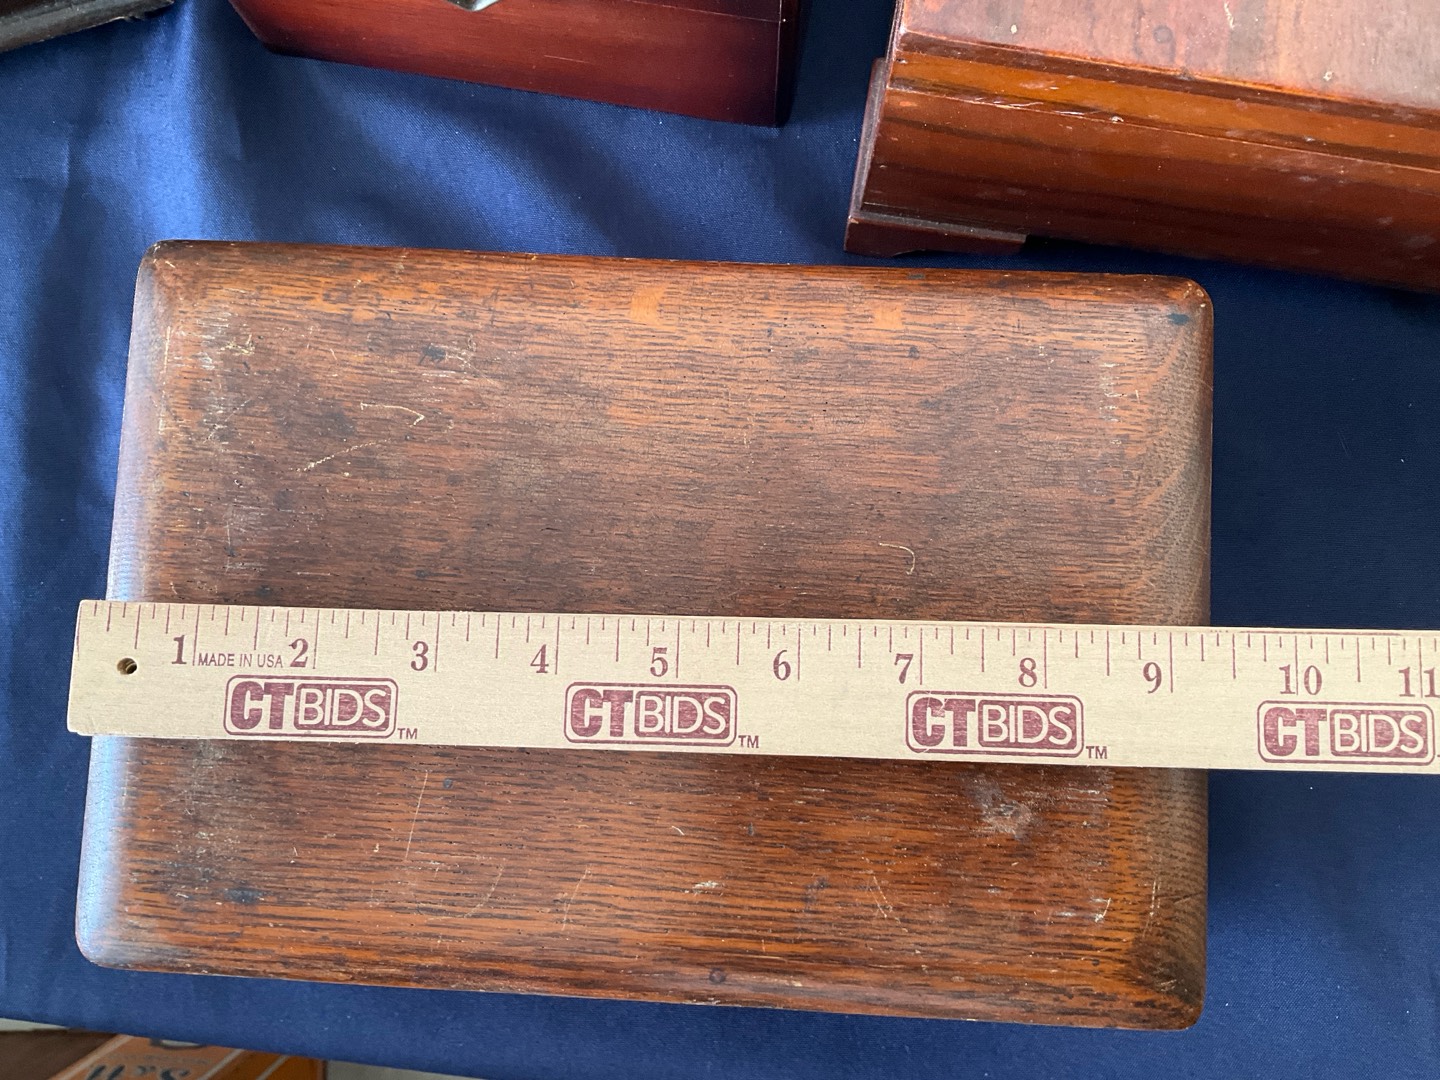 1 MADE IN USA 2 3 4 5 6 7 8 9 10 11
CTBIDS™ CTBIDS™ CTBIDS™ CTBIDS